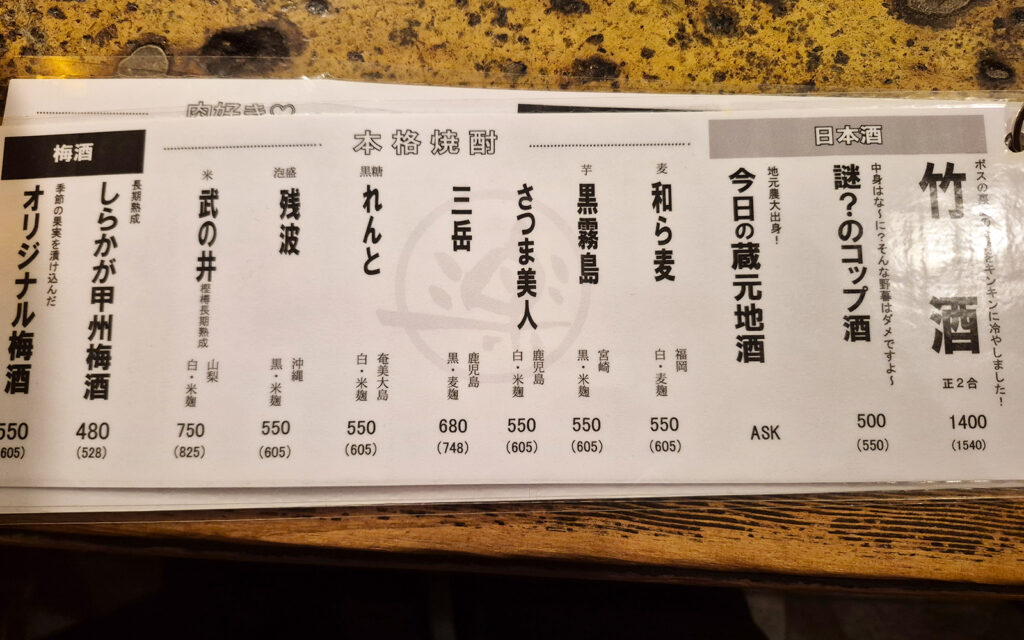 肉好き♡
日本酒
竹酒
ボスの
キンキンに冷やしました！
正2合
1400
(1540)
謎？のコップ酒
中身はな〜に？そんな野暮はダメですよ〜
500
(550)
今日の蔵元地酒
地元農大出身！
ASK
本格焼酎
麦
和ら麦
福岡
白・麦麹
550
(605)
芋
黒霧島
宮崎
黒・米麹
550
(605)
さつま美人
鹿児島
白・米麹
550
(605)
三岳
鹿児島
黒・麦麹
680
(748)
黒糖
れんと
奄美大島
白・米麹
550
(605)
泡盛
残波
沖縄
黒・米麹
550
(605)
米
武の井
樫樽長期熟成
山梨
白・米麹
750
(825)
梅酒
長期熟成
しらかが甲州梅酒
480
(528)
季節の果実を漬け込んだ
オリジナル梅酒
550
(605)